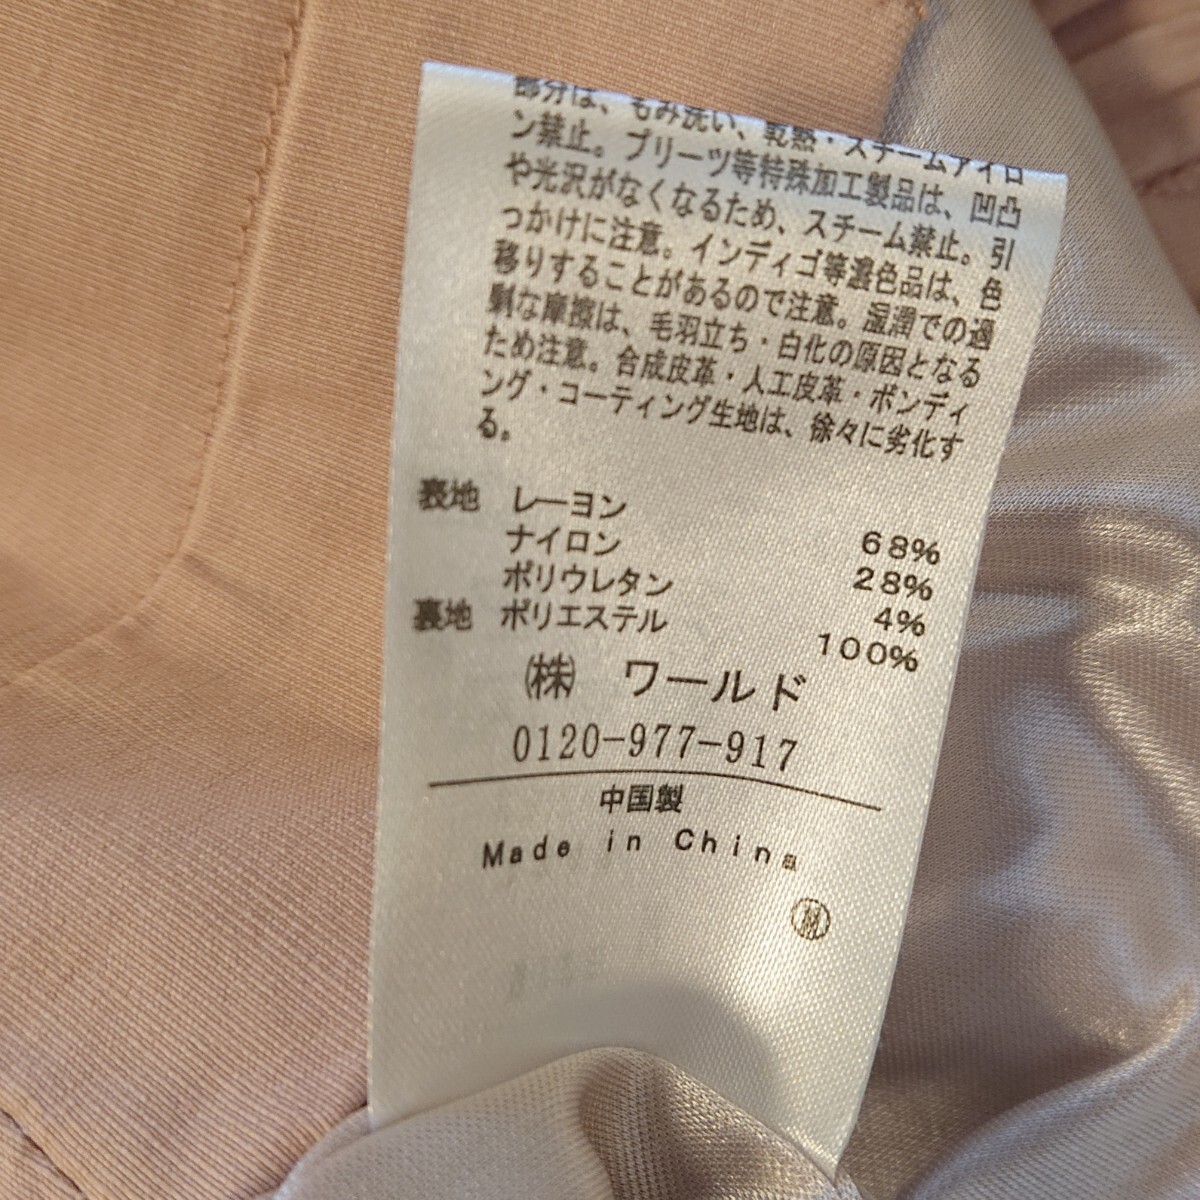 部分は、もみ洗い、乾熱・スチームアイロ
ン禁止。プリーツ等特殊加工製品は、凹凸
や光沢がなくなるため、スチーム禁止。引
っかけに注意。インディゴ等濃色品は、色
移りすることがあるので注意。湿潤での過
剰な摩擦は、毛羽立ち・白化の原因となる
ため注意。合成皮革・人工皮革・ボンディ
ング・コーティング生地は、徐々に劣化す
る。
表地 レーヨン 68%
ナイロン 28%
ポリウレタン 4%
裏地 ポリエステル 100%
㈱ ワールド
0120-977-917
中国製
Made in China
Ⓜ